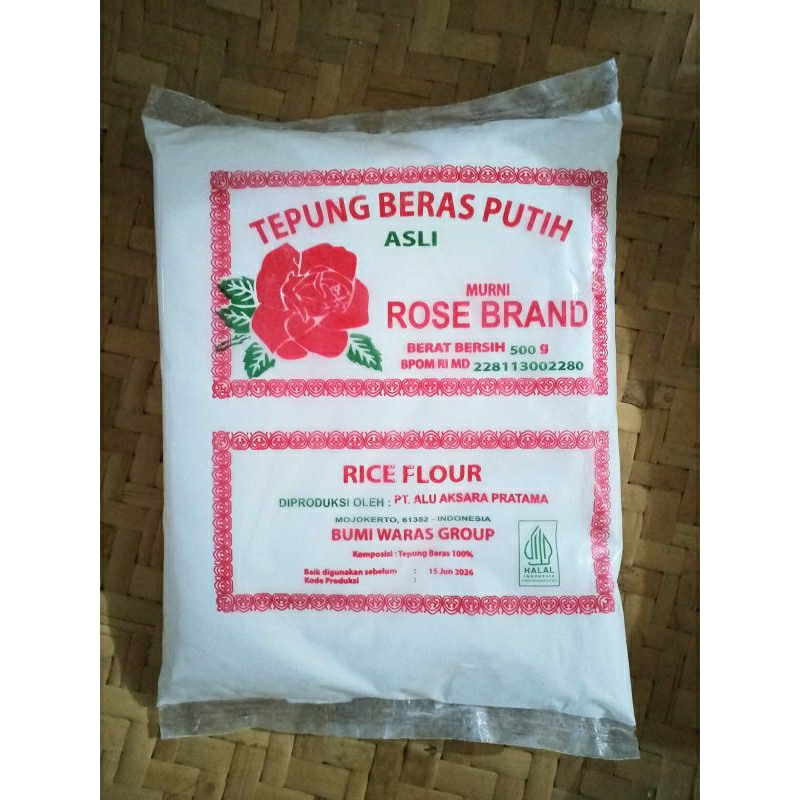 TEPUNG BERAS PUTIH
ASLI
MURNI
ROSE BRAND
BERAT BERSIH 500 g
BPOM RI MD 228113002280
RICE FLOUR
DIPRODUKSI OLEH : PT. ALU AKSARA PRATAMA
MOJOKERTO, 61352 - INDONESIA
BUMI WARAS GROUP
Komposisi : Tepung Beras 100%
Baik digunakan sebelum : 15 Jun 2026
Kode Produksi :
HALAL
INDONESIA